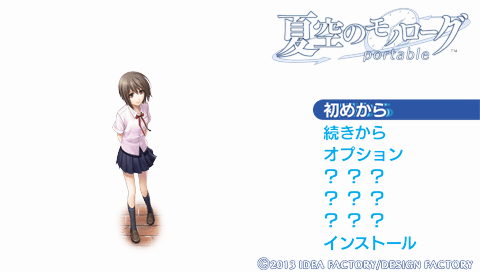 夏空のモノローグ
portable
TM
初めから
続きから
オプション
？？？
？？？
？？？
インストール
©2013 IDEA FACTORY/DESIGN FACTORY